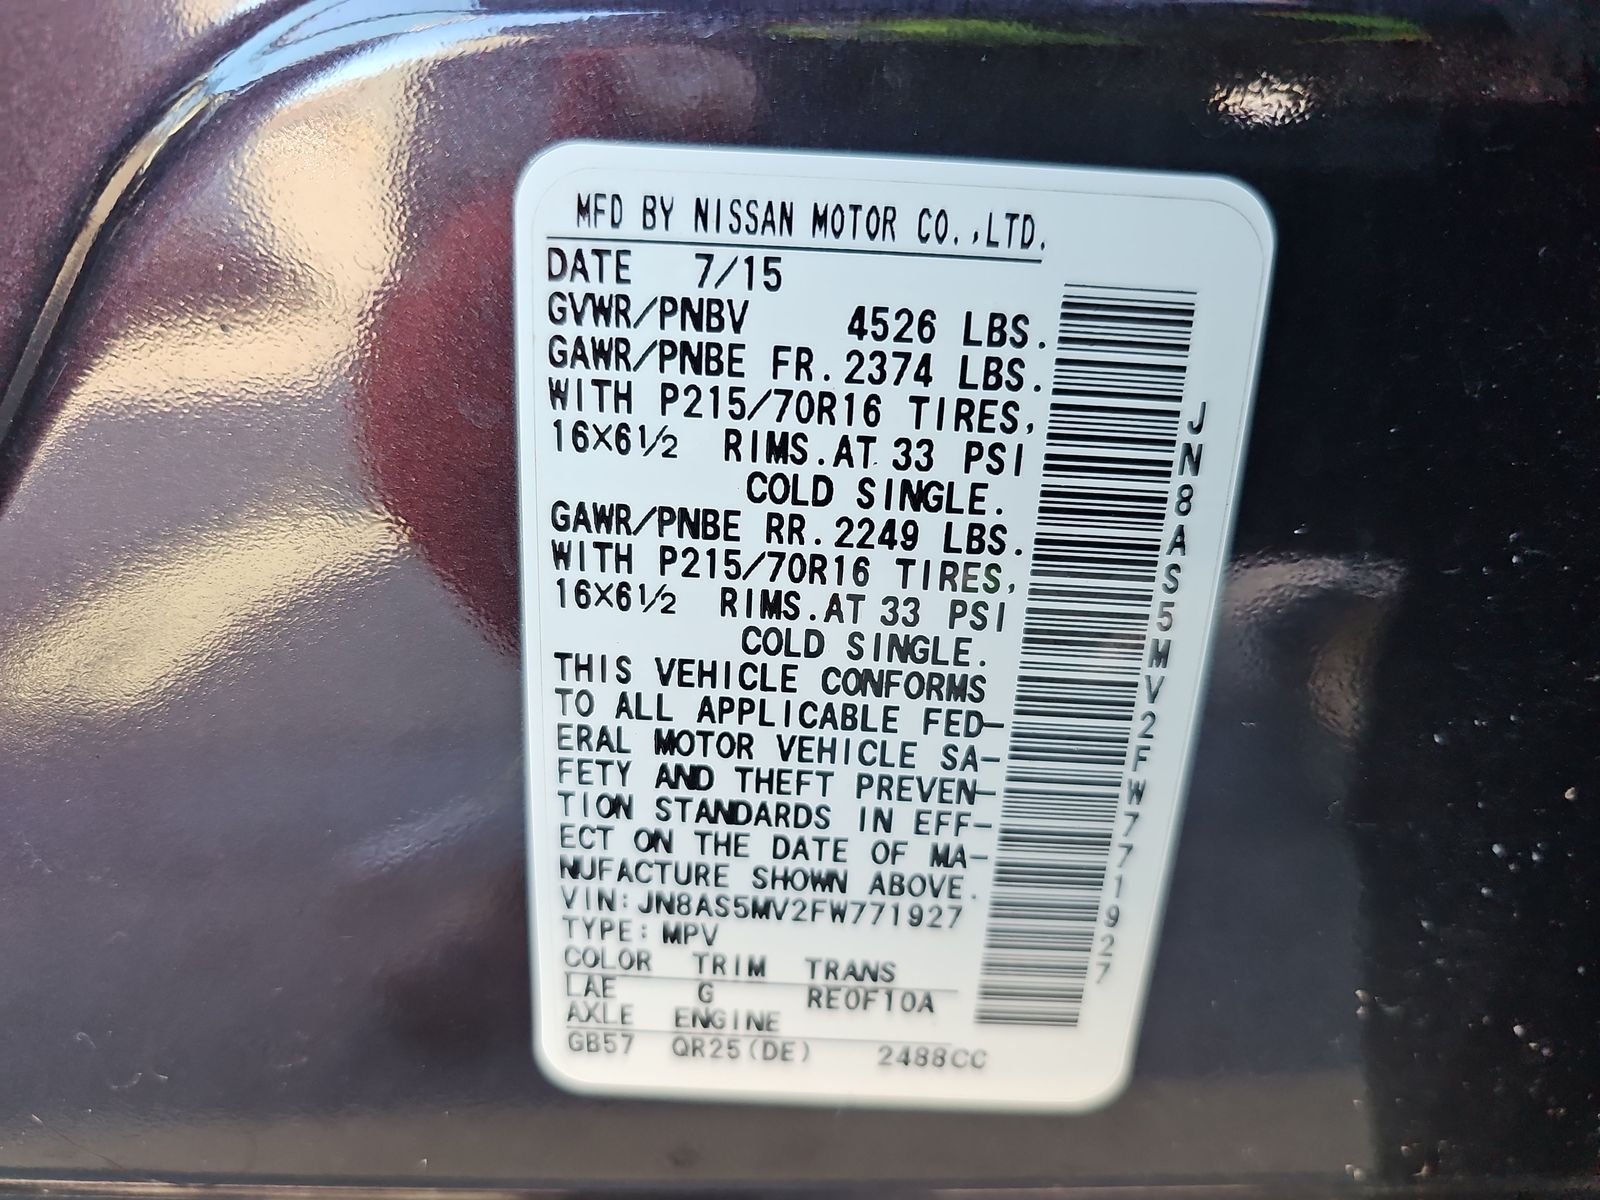 MFD BY NISSAN MOTOR CO.,LTD.
DATE 7/15
GVWR/PNBV 4526 LBS.
GAWR/PNBE FR. 2374 LBS.
WITH P215/70R16 TIRES,
16X6 1/2 RIMS. AT 33 PSI
COLD SINGLE.
GAWR/PNBE RR. 2249 LBS.
WITH P215/70R16 TIRES,
16X6 1/2 RIMS. AT 33 PSI
COLD SINGLE.
THIS VEHICLE CONFORMS
TO ALL APPLICABLE FED-
ERAL MOTOR VEHICLE SA-
FETY AND THEFT PREVEN-
TION STANDARDS IN EFF-
ECT ON THE DATE OF MA-
NUFACTURE SHOWN ABOVE.
VIN: JN8AS5MV2FW771927
TYPE: MPV
COLOR TRIM TRANS
LAE G RE0F10A
AXLE ENGINE
GB57 QR25(DE) 2488CC
JN8AS5MV2FW771927